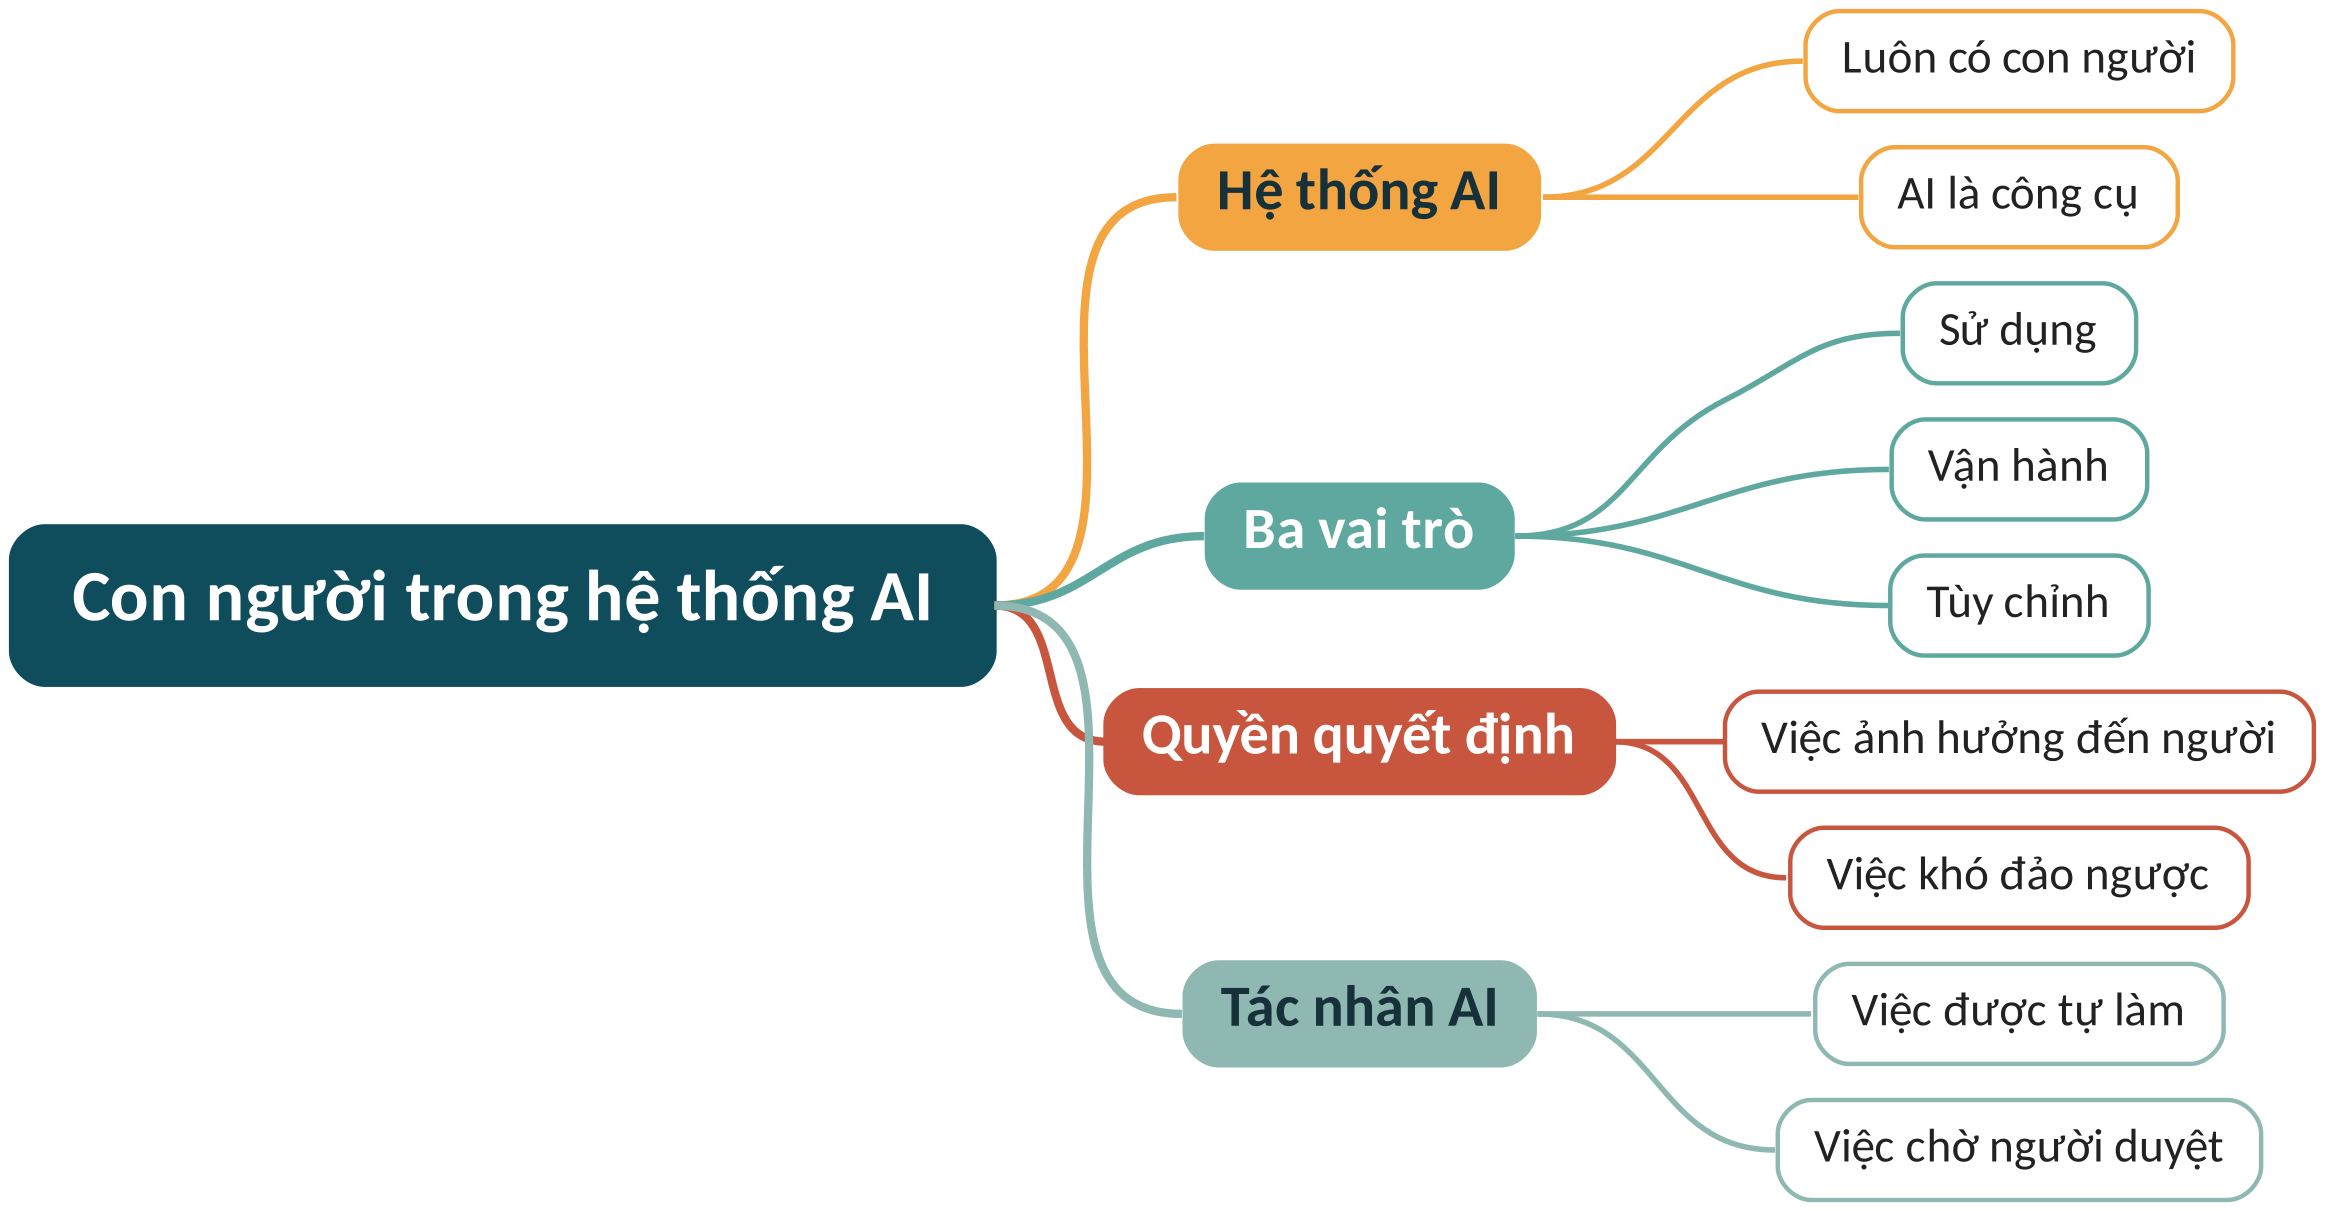 Con người trong hệ thống AI
Hệ thống AI
Luôn có con người
AI là công cụ
Ba vai trò
Sử dụng
Vận hành
Tùy chỉnh
Quyền quyết định
Việc ảnh hưởng đến người
Việc khó đảo ngược
Tác nhân AI
Việc được tự làm
Việc chờ người duyệt